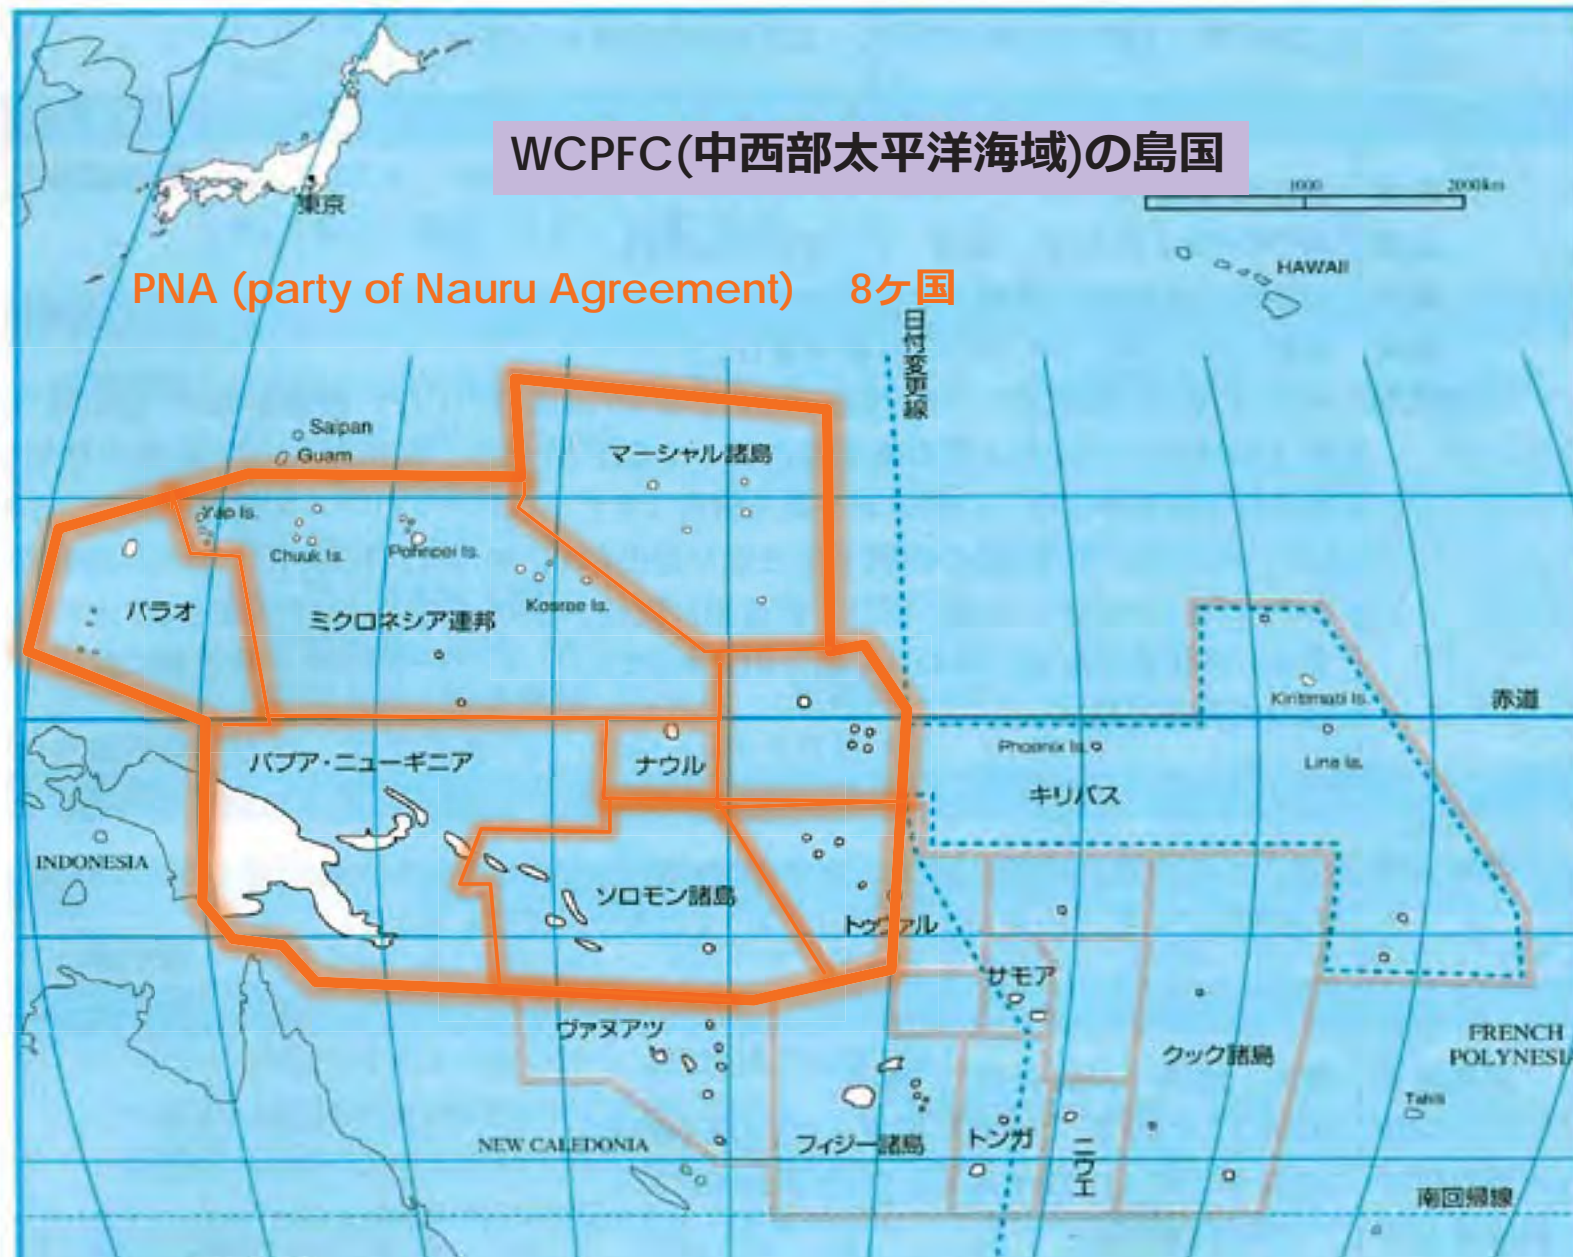 WCPFC(中西部太平洋海域)の島国
1000
2000km
東京
HAWAII
PNA (party of Nauru Agreement) 8ケ国
日付変更線
Saipan
Guam
マーシャル諸島
Yap Is.
Chuuk Is.
Pohnpei Is.
Kosrae Is.
パラオ
ミクロネシア連邦
Kiritimati Is.
赤道
パプア・ニューギニア
ナウル
Phoenix Is.
Line Is.
キリバス
INDONESIA
ソロモン諸島
トゥヴァル
サモア
ヴァヌアツ
クック諸島
FRENCH
POLYNESIA
Tahiti
NEW CALEDONIA
フィジー諸島
トンガ
ニウエ
南回帰線